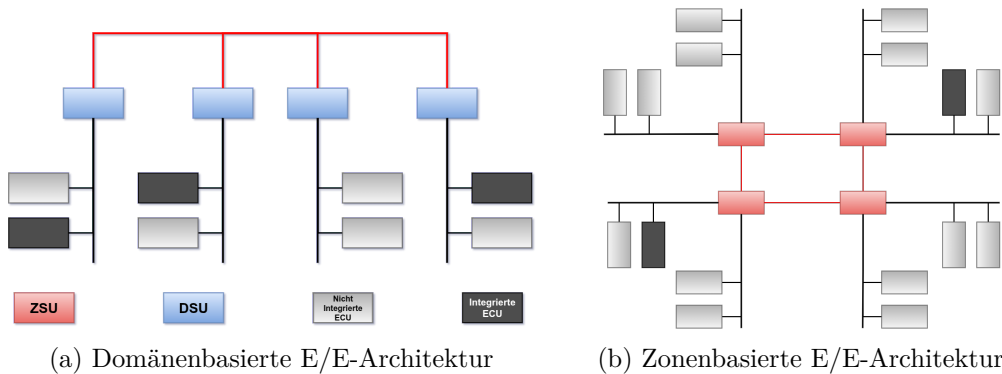 ZSU
DSU
Nicht
Integrierte
ECU
Integrierte
ECU
(a) Domänenbasierte E/E-Architektur
(b) Zonenbasierte E/E-Architektur